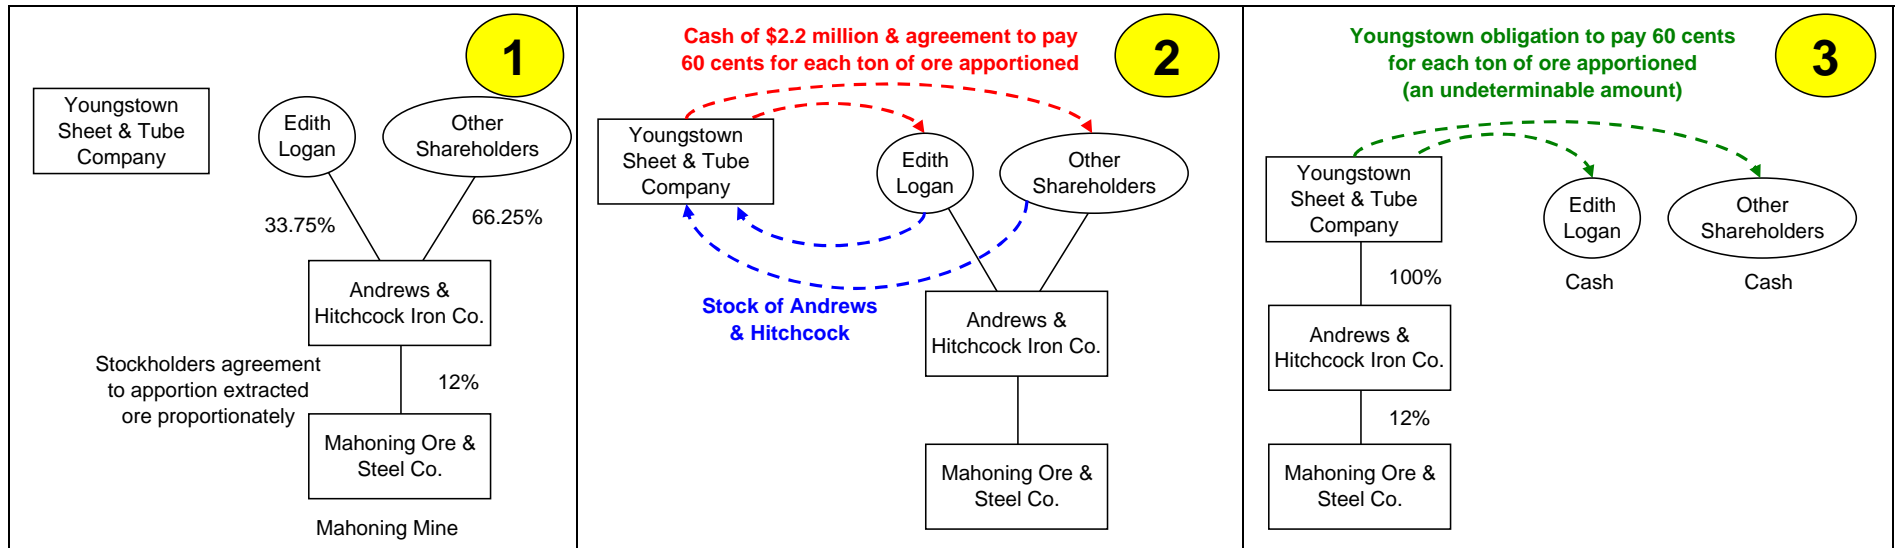 1
Youngstown
Sheet & Tube
Company
Edith
Logan
Other
Shareholders
33.75%
66.25%
Andrews &
Hitchcock Iron Co.
Stockholders agreement
to apportion extracted
ore proportionately
12%
Mahoning Ore &
Steel Co.
Mahoning Mine
Cash of $2.2 million & agreement to pay
60 cents for each ton of ore apportioned
2
Youngstown
Sheet & Tube
Company
Edith
Logan
Other
Shareholders
Stock of Andrews
& Hitchcock
Andrews &
Hitchcock Iron Co.
Mahoning Ore &
Steel Co.
Youngstown obligation to pay 60 cents
for each ton of ore apportioned
(an undeterminable amount)
3
Youngstown
Sheet & Tube
Company
Edith
Logan
Other
Shareholders
Cash
Cash
100%
Andrews &
Hitchcock Iron Co.
12%
Mahoning Ore &
Steel Co.